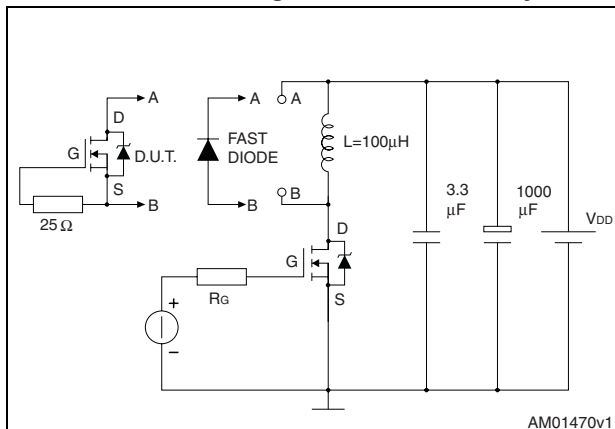 A
A
A
D
G
D.U.T.
FAST
DIODE
L=100µH
S
B
B
B
25 Ω
3.3
µF
1000
µF
VDD
D
G
S
RG
+
−
AM01470v1